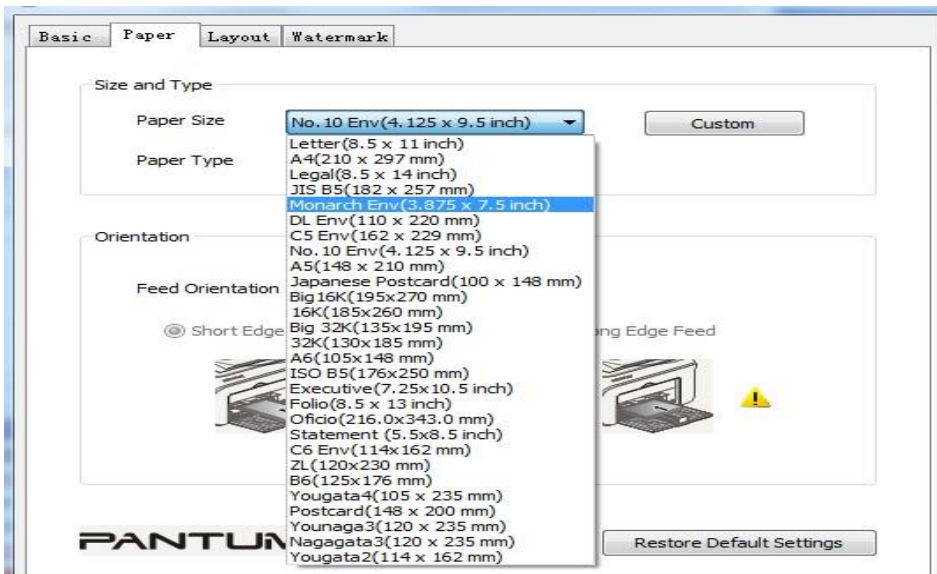 Basic Paper Layout Watermark
Size and Type
Paper Size No. 10 Env(4.125 x 9.5 inch) Custom
Paper Type
Letter(8.5 x 11 inch)
A4(210 x 297 mm)
Legal(8.5 x 14 inch)
JIS B5(182 x 257 mm)
Monarch Env(3.875 x 7.5 inch)
DL Env(110 x 220 mm)
C5 Env(162 x 229 mm)
No. 10 Env(4.125 x 9.5 inch)
A5(148 x 210 mm)
Japanese Postcard(100 x 148 mm)
Big16K(195x270 mm)
16K(185x260 mm)
Big 32K(135x195 mm)
32K(130x185 mm)
A6(105x148 mm)
ISO B5(176x250 mm)
Executive(7.25x10.5 inch)
Folio(8.5 x 13 inch)
Oficio(216.0x343.0 mm)
Statement (5.5x8.5 inch)
C6 Env(114x162 mm)
ZL(120x230 mm)
B6(125x176 mm)
Yougata4(105 x 235 mm)
Postcard(148 x 200 mm)
Younaga3(120 x 235 mm)
Nagagata3(120 x 235 mm)
Yougata2(114 x 162 mm)
Orientation
Feed Orientation
Short Edge ng Edge Feed
PANTUM Restore Default Settings